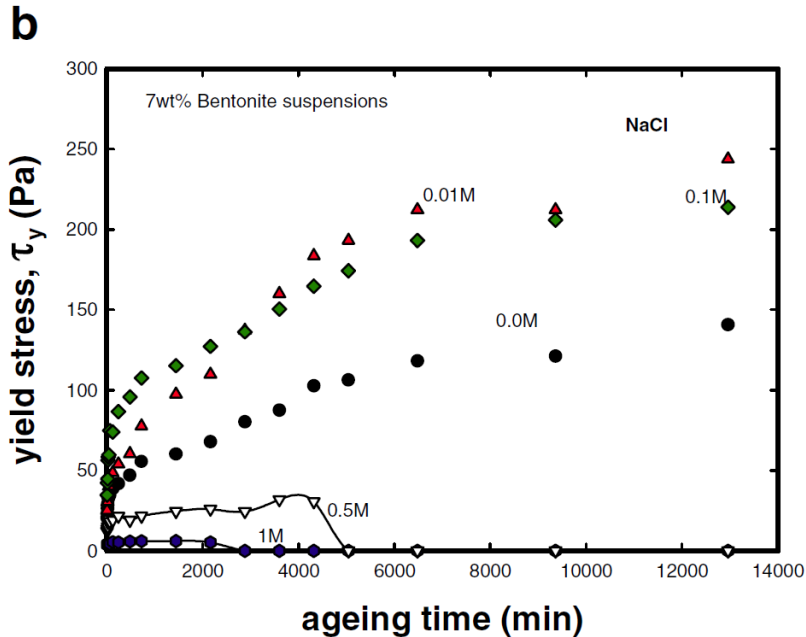 b
300
7wt% Bentonite suspensions
NaCl
250
0.01M
0.1M
200
yield stress, τy (Pa)
150
0.0M
100
50
0.5M
1M
0
0 2000 4000 6000 8000 10000 12000 14000
ageing time (min)